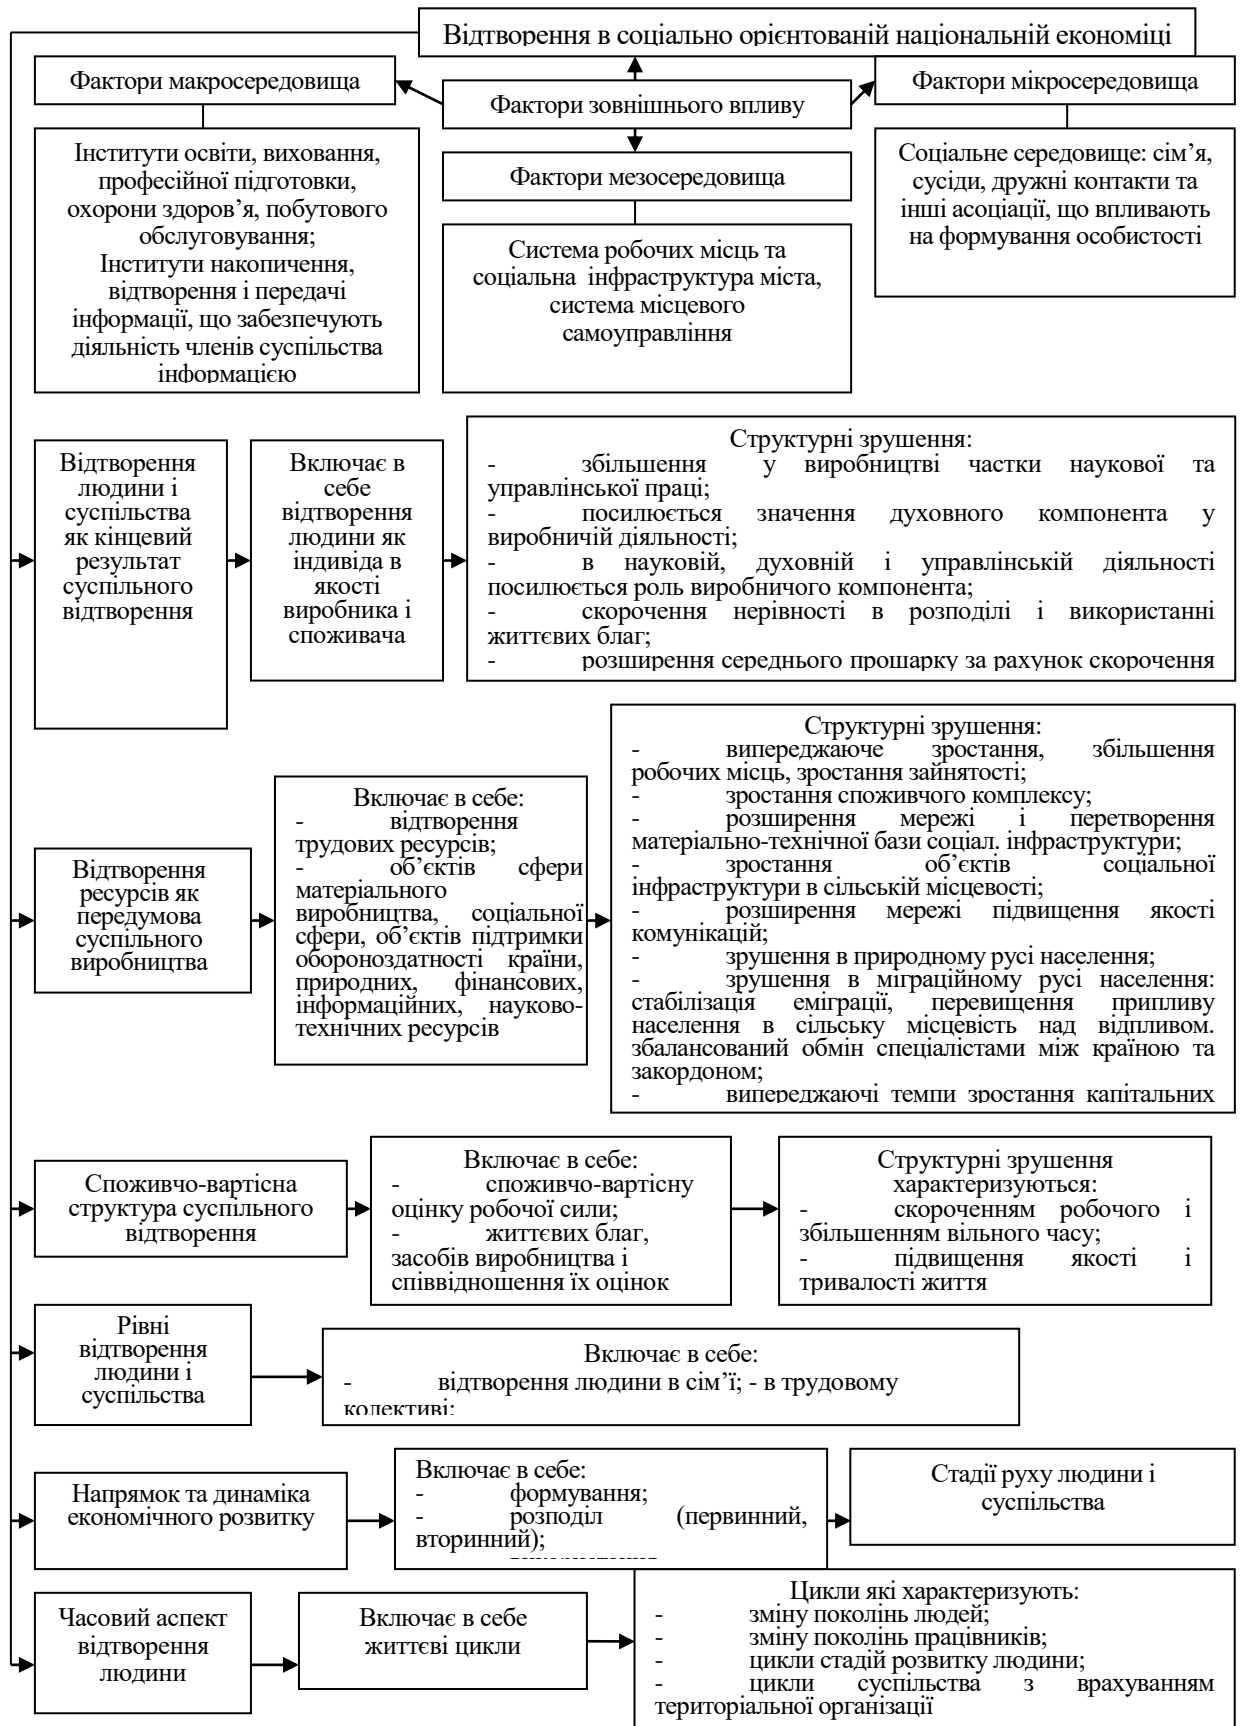 Відтворення в соціально орієнтованій національній економіці
Фактори макросередовища
Фактори зовнішнього впливу
Фактори мікросередовища
Інститути освіти, виховання,
професійної підготовки,
охорони здоров’я, побутового
обслуговування;
Інститути накопичення,
відтворення і передачі
інформації, що забезпечують
діяльність членів суспільства
інформацією
Фактори мезосередовища
Система робочих місць та
соціальна інфраструктура міста,
система місцевого
самоуправління
Соціальне середовище: сім’я,
сусіди, дружні контакти та
інші асоціації, що впливають
на формування особистості
Відтворення
людини і
суспільства
як кінцевий
результат
суспільного
відтворення
Включає в
себе
відтворення
людини як
індивіда в
якості
виробника і
споживача
Структурні зрушення:
- збільшення у виробництві частки наукової та
управлінської праці;
- посилюється значення духовного компонента у
виробничій діяльності;
- в науковій, духовній і управлінській діяльності
посилюється роль виробничого компонента;
- скорочення нерівності в розподілі і використанні
життєвих благ;
- розширення середнього прошарку за рахунок скорочення
Відтворення
ресурсів як
передумова
суспільного
виробництва
Включає в себе:
- відтворення
трудових ресурсів;
- об’єктів сфери
матеріального
виробництва, соціальної
сфери, об’єктів підтримки
обороноздатності країни,
природних, фінансових,
інформаційних, науково-
технічних ресурсів
Структурні зрушення:
- випереджаюче зростання, збільшення
робочих місць, зростання зайнятості;
- зростання споживчого комплексу;
- розширення мережі і перетворення
матеріально-технічної бази соціал. інфраструктури;
- зростання об’єктів соціальної
інфраструктури в сільській місцевості;
- розширення мережі підвищення якості
комунікацій;
- зрушення в природному русі населення;
- зрушення в міграційному русі населення:
стабілізація еміграції, перевищення припливу
населення в сільську місцевість над відпливом.
збалансований обмін спеціалістами між країною та
закордоном;
- випереджаючі темпи зростання капітальних
Споживчо-вартісна
структура суспільного
відтворення
Включає в себе:
- споживчо-вартісну
оцінку робочої сили;
- життєвих благ,
засобів виробництва і
співвідношення їх оцінок
Структурні зрушення
характеризуються:
- скороченням робочого і
збільшенням вільного часу;
- підвищення якості і
тривалості життя
Рівні
відтворення
людини і
суспільства
Включає в себе:
- відтворення людини в сім’ї; - в трудовому
колективі;
Напрямок та динаміка
економічного розвитку
Включає в себе:
- формування;
- розподіл (первинний,
вторинний);
Стадії руху людини і
суспільства
Часовий аспект
відтворення
людини
Включає в себе
життєві цикли
Цикли які характеризують:
- зміну поколінь людей;
- зміну поколінь працівників;
- цикли стадій розвитку людини;
- цикли суспільства з врахуванням
територіальної організації